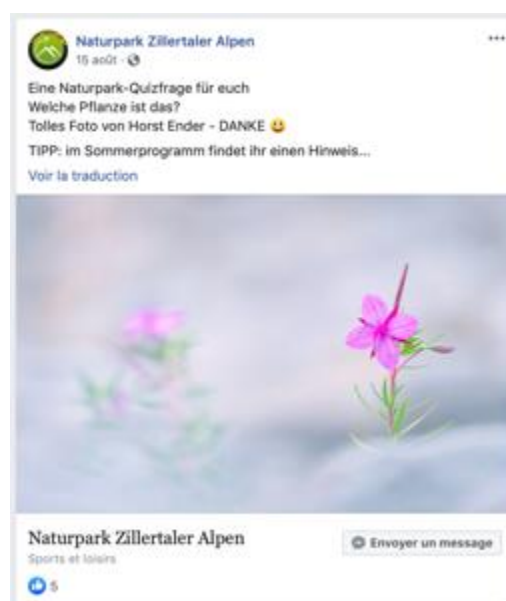 Naturpark Zillertaler Alpen
15 août ·
Eine Naturpark-Quizfrage für euch
Welche Pflanze ist das?
Tolles Foto von Horst Ender - DANKE 😃
TIPP: im Sommerprogramm findet ihr einen Hinweis...
Voir la traduction
Naturpark Zillertaler Alpen
Envoyer un message
Sports et loisirs
5